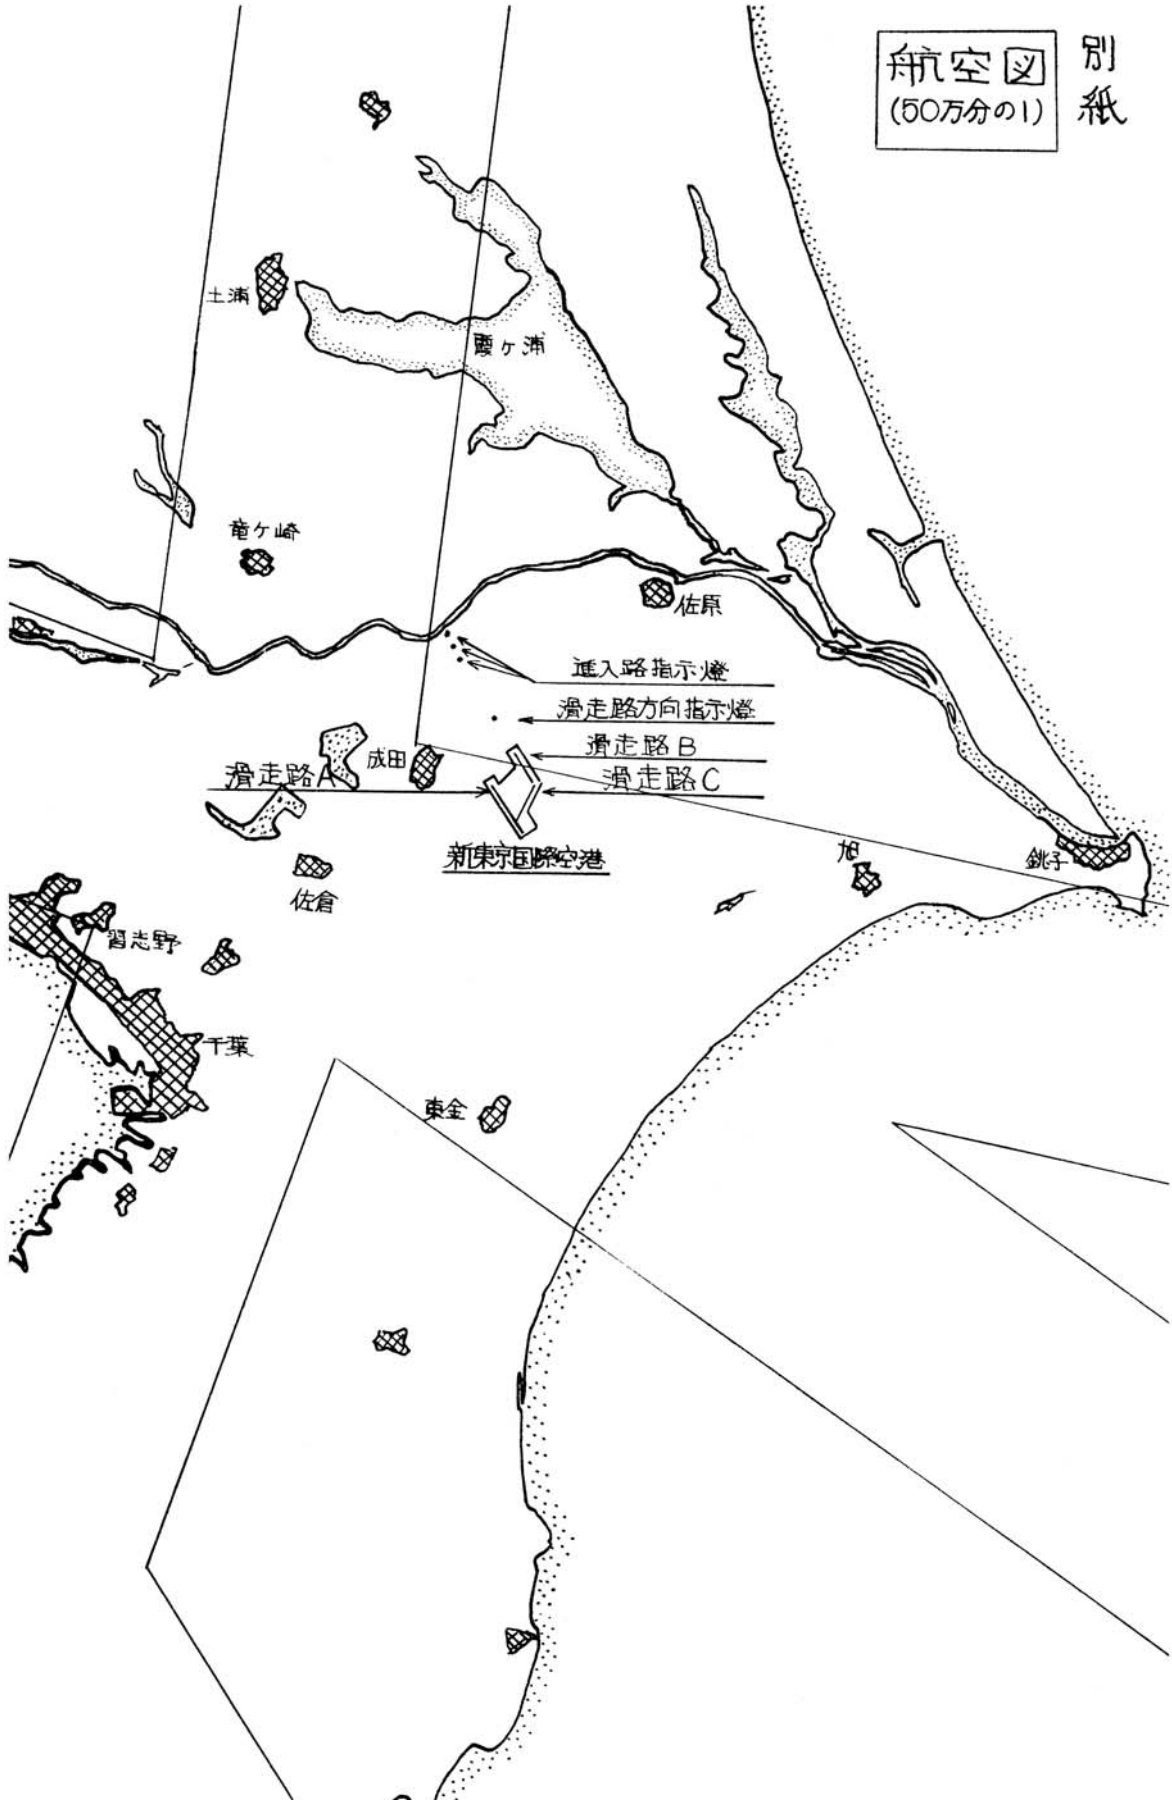 別紙
航空図
(50万分の1)
土浦
霞ヶ浦
竜ヶ崎
佐原
進入路指示燈
滑走路方向指示燈
滑走路B
成田
滑走路A
滑走路C
新東京国際空港
旭
銚子
佐倉
習志野
千葉
東金